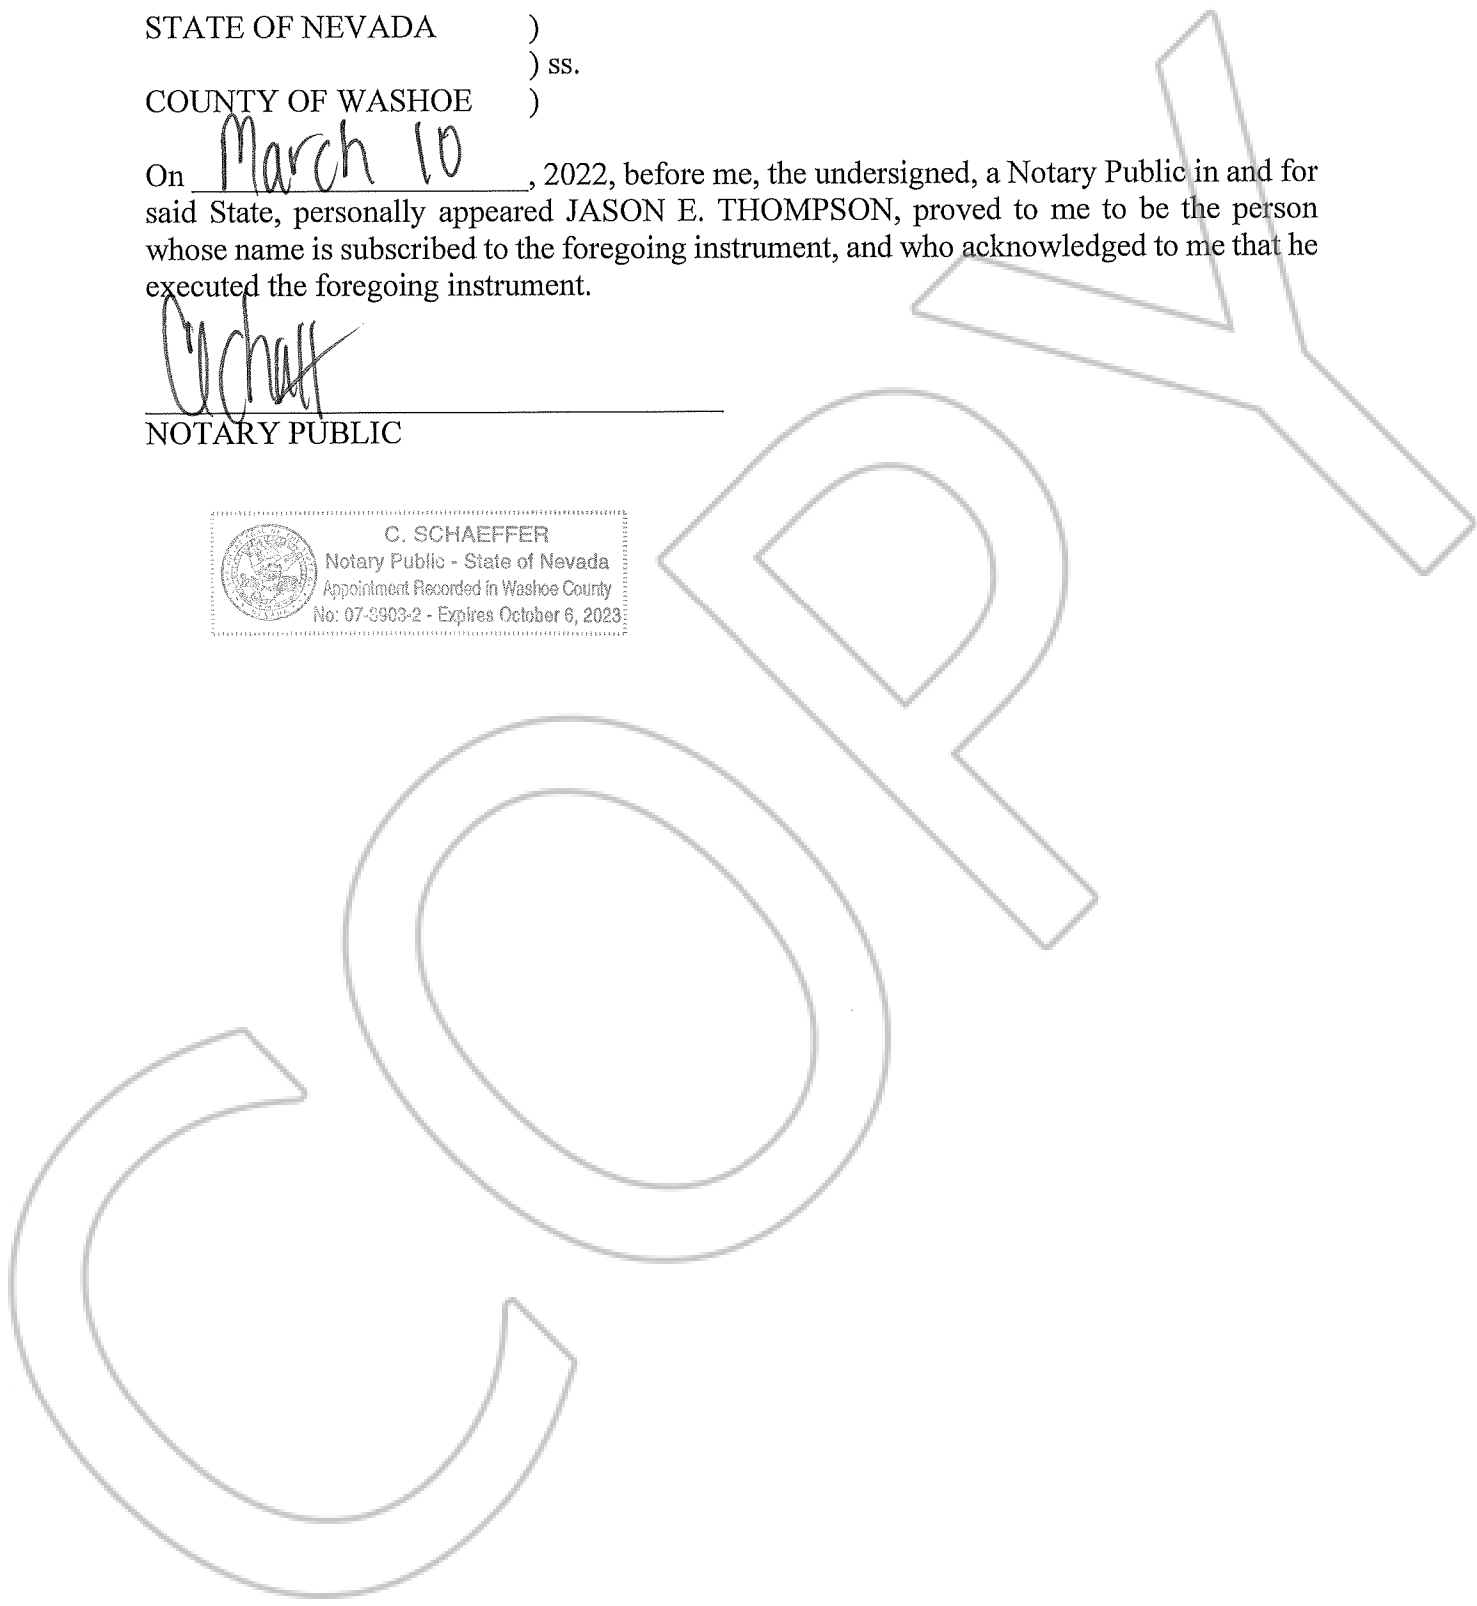 STATE OF NEVADA )
) ss.
COUNTY OF WASHOE )
On March 10, 2022, before me, the undersigned, a Notary Public in and for
said State, personally appeared JASON E. THOMPSON, proved to me to be the person
whose name is subscribed to the foregoing instrument, and who acknowledged to me that he
executed the foregoing instrument.
NOTARY PUBLIC
C. SCHAEFFER
Notary Public - State of Nevada
Appointment Recorded in Washoe County
No: 07-3903-2 - Expires October 6, 2023
COPY